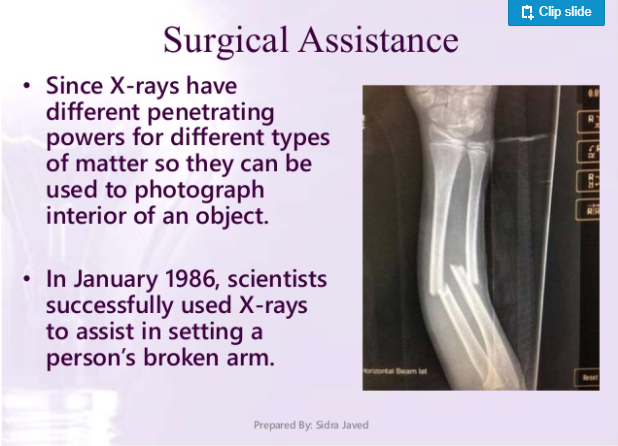 Clip slide
Surgical Assistance
• Since X-rays have
different penetrating
powers for different types
of matter so they can be
used to photograph
interior of an object.
• In January 1986, scientists
successfully used X-rays
to assist in setting a
person's broken arm.
Horizontal Beam lat
Reset
Prepared By: Sidra Javed